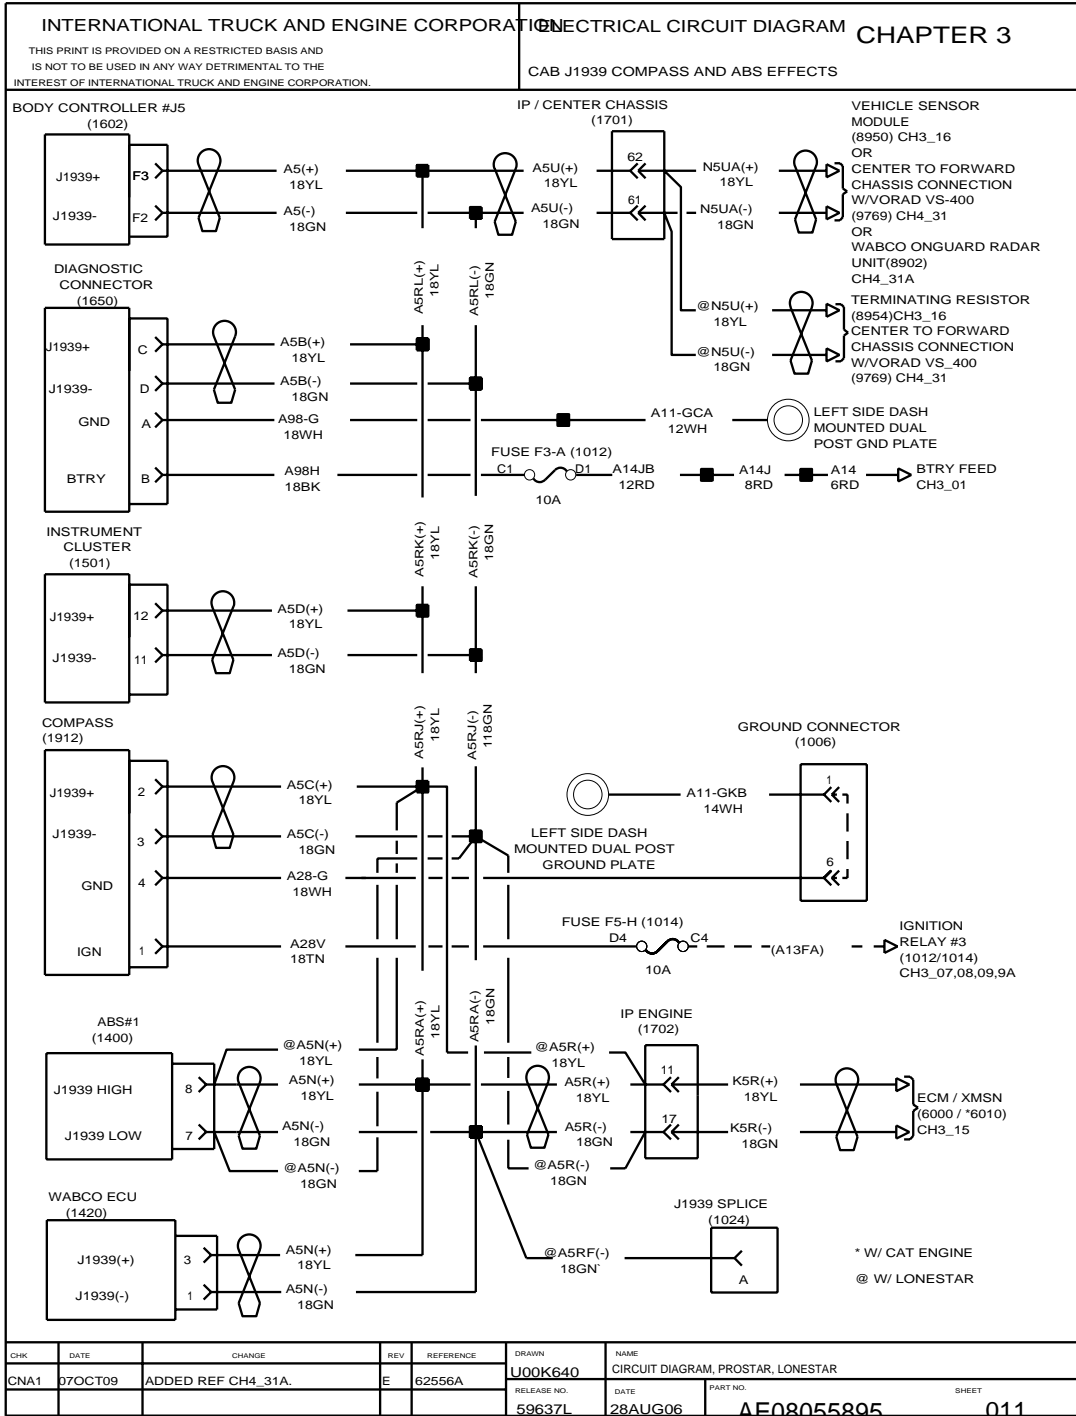 INTERNATIONAL TRUCK AND ENGINE CORPORATION
THIS PRINT IS PROVIDED ON A RESTRICTED BASIS AND
IS NOT TO BE USED IN ANY WAY DETRIMENTAL TO THE
INTEREST OF INTERNATIONAL TRUCK AND ENGINE CORPORATION.
ELECTRICAL CIRCUIT DIAGRAM
CHAPTER 3
CAB J1939 COMPASS AND ABS EFFECTS
BODY CONTROLLER #J5
(1602)
J1939+
F3
J1939-
F2
A5(+)
18YL
A5(-)
18GN
IP / CENTER CHASSIS
(1701)
A5U(+)
18YL
A5U(-)
18GN
62
61
N5UA(+)
18YL
N5UA(-)
18GN
VEHICLE SENSOR
MODULE
(8950) CH3_16
OR
CENTER TO FORWARD
CHASSIS CONNECTION
W/VORAD VS-400
(9769) CH4_31
OR
WABCO ONGUARD RADAR
UNIT(8902)
CH4_31A
@N5U(+)
18YL
@N5U(-)
18GN
TERMINATING RESISTOR
(8954)CH3_16
CENTER TO FORWARD
CHASSIS CONNECTION
W/VORAD VS_400
(9769) CH4_31
A5RL(+)
18YL
A5RL(-)
18GN
DIAGNOSTIC
CONNECTOR
(1650)
J1939+
C
J1939-
D
GND
A
BTRY
B
A5B(+)
18YL
A5B(-)
18GN
A98-G
18WH
A98H
18BK
A11-GCA
12WH
LEFT SIDE DASH
MOUNTED DUAL
POST GND PLATE
FUSE F3-A (1012)
C1
D1
10A
A14JB
12RD
A14J
8RD
A14
6RD
BTRY FEED
CH3_01
INSTRUMENT
CLUSTER
(1501)
J1939+
12
J1939-
11
A5D(+)
18YL
A5D(-)
18GN
A5RK(+)
18YL
A5RK(-)
18GN
COMPASS
(1912)
J1939+
2
J1939-
3
GND
4
IGN
1
A5C(+)
18YL
A5C(-)
18GN
A28-G
18WH
A28V
18TN
A5RJ(+)
18YL
A5RJ(-)
118GN
GROUND CONNECTOR
(1006)
A11-GKB
14WH
1
6
LEFT SIDE DASH
MOUNTED DUAL POST
GROUND PLATE
FUSE F5-H (1014)
D4
C4
10A
(A13FA)
IGNITION
RELAY #3
(1012/1014)
CH3_07,08,09,9A
ABS#1
(1400)
J1939 HIGH
8
J1939 LOW
7
@A5N(+)
18YL
A5N(+)
18YL
A5N(-)
18GN
@A5N(-)
18GN
A5RA(+)
18YL
A5RA(-)
18GN
@A5R(+)
18YL
A5R(+)
18YL
A5R(-)
18GN
@A5R(-)
18GN
IP ENGINE
(1702)
11
17
K5R(+)
18YL
K5R(-)
18GN
ECM / XMSN
(6000 / *6010)
CH3_15
WABCO ECU
(1420)
J1939(+)
3
J1939(-)
1
A5N(+)
18YL
A5N(-)
18GN
@A5RF(-)
18GN`
J1939 SPLICE
(1024)
A
* W/ CAT ENGINE
@ W/ LONESTAR
CHK DATE CHANGE REV REFERENCE
CNA1 07OCT09 ADDED REF CH4_31A. E 62556A
DRAWN
U00K640
NAME
CIRCUIT DIAGRAM, PROSTAR, LONESTAR
RELEASE NO.
59637L
DATE
28AUG06
PART NO.
AE08055895
SHEET
011